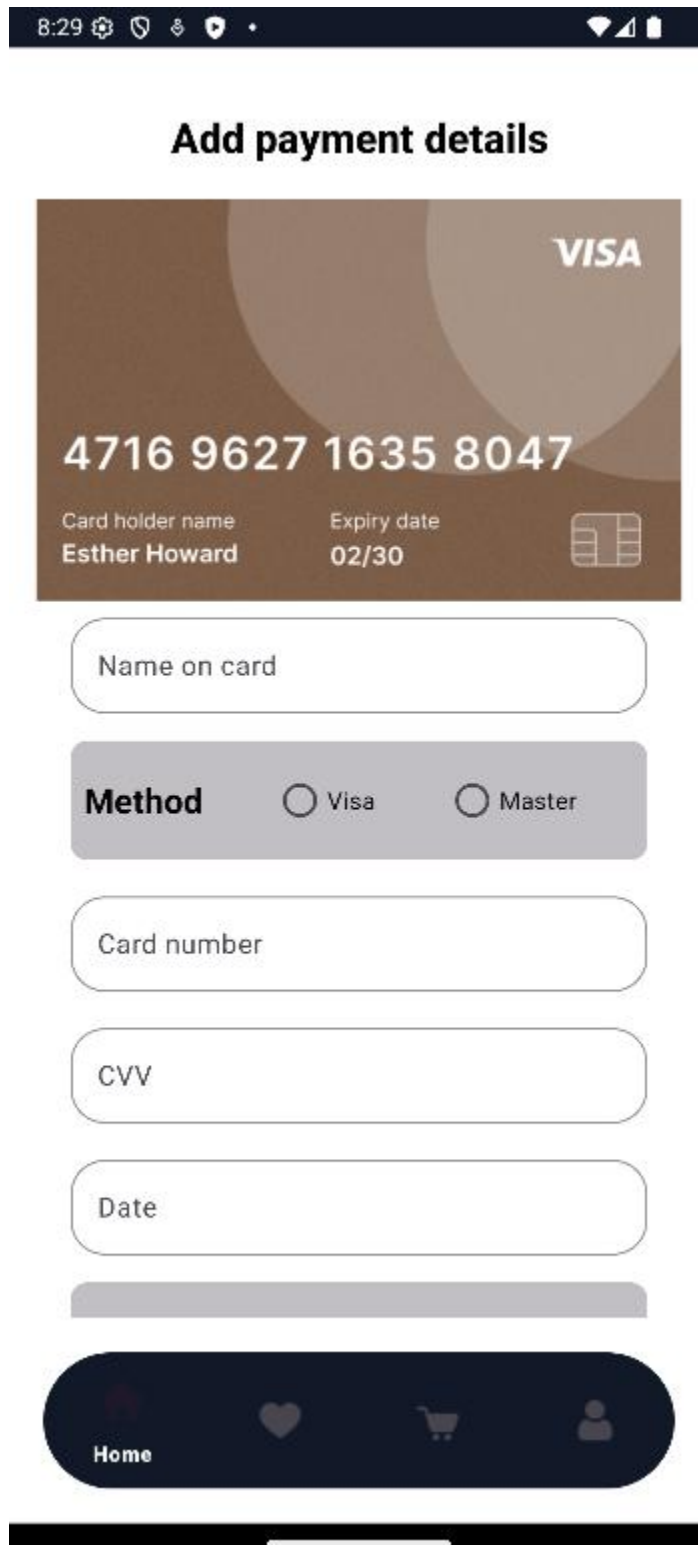 8:29
Add payment details
VISA
4716 9627 1635 8047
Card holder name Expiry date
Esther Howard 02/30
Name on card
Method Visa Master
Card number
CVV
Date
Home